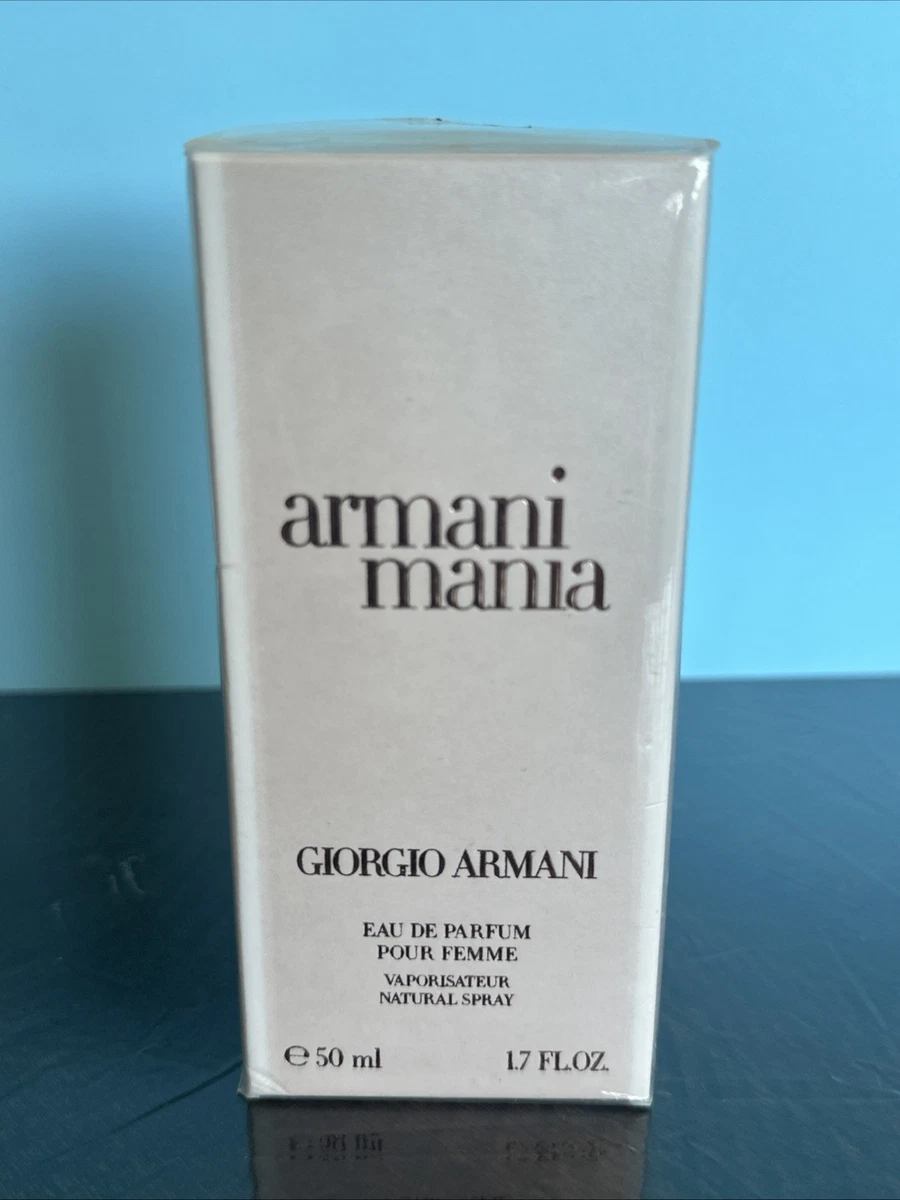 armani
mania
GIORGIO ARMANI
EAU DE PARFUM
POUR FEMME
VAPORISATEUR
NATURAL SPRAY
℮ 50 ml 1.7 FL.OZ.